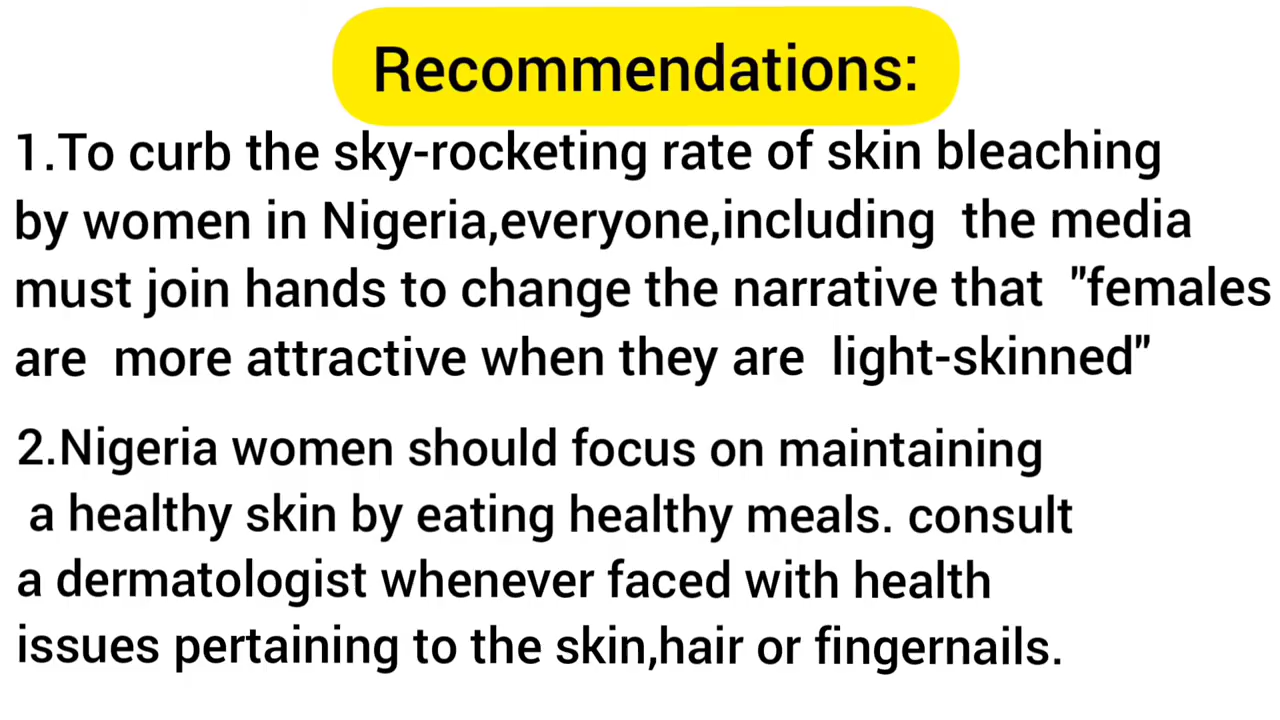 Recommendations:
1.To curb the sky-rocketing rate of skin bleaching
by women in Nigeria,everyone,including the media
must join hands to change the narrative that "females
are more attractive when they are light-skinned"
2.Nigeria women should focus on maintaining
a healthy skin by eating healthy meals. consult
a dermatologist whenever faced with health
issues pertaining to the skin,hair or fingernails.